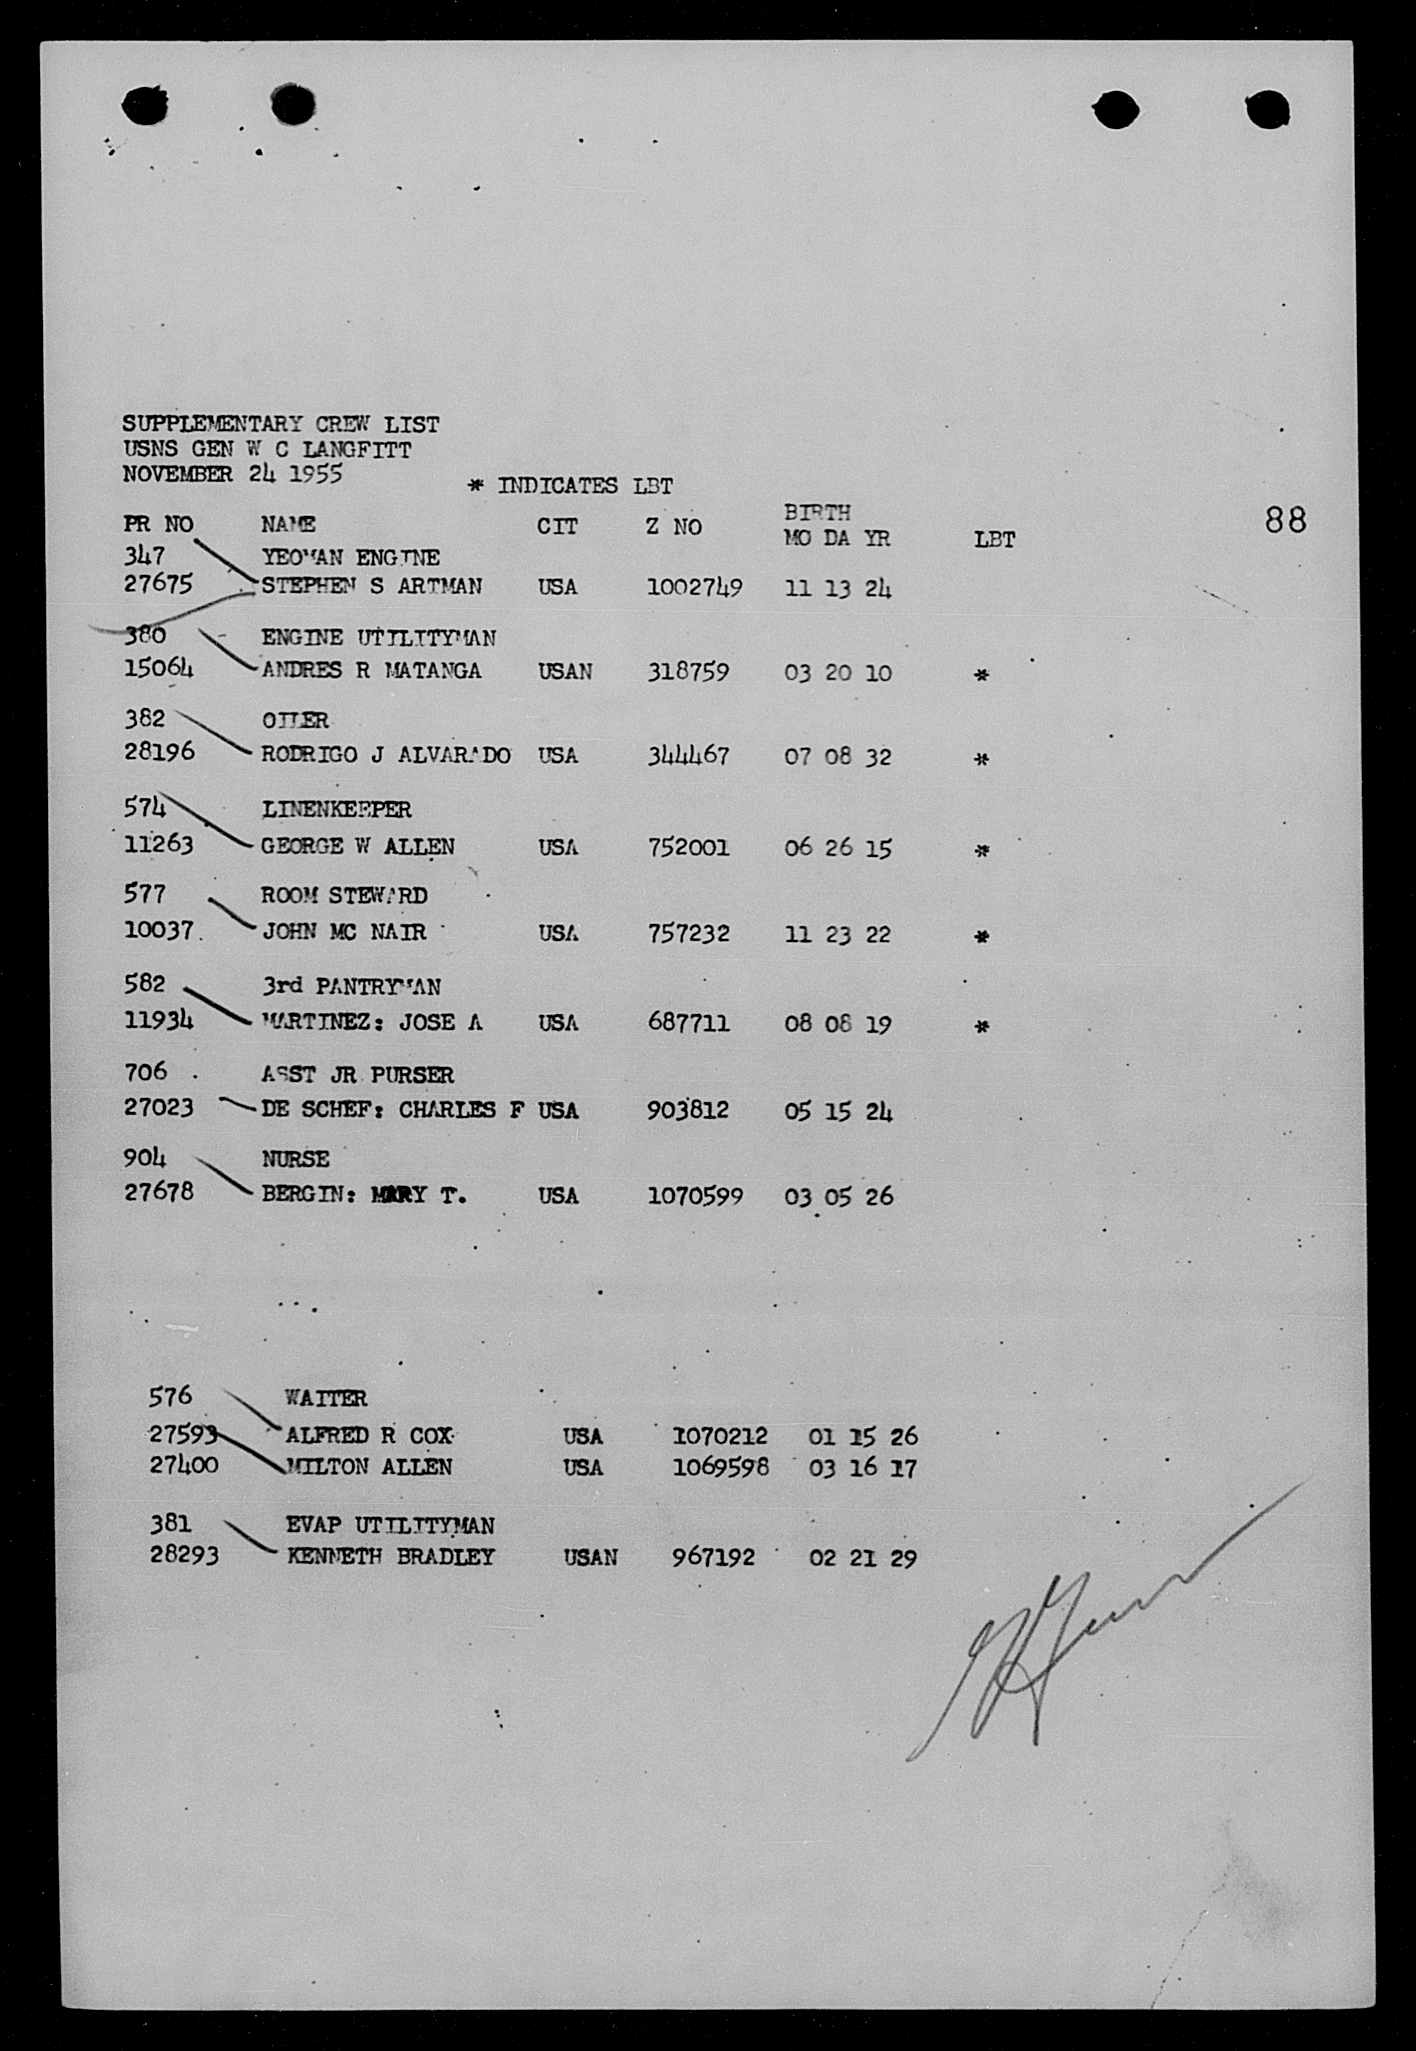 SUPPLEMENTARY CREW LIST
USNS GEN W C LANGFITT
NOVEMBER 24 1955
* INDICATES LBT
88
PR NO NAME CIT Z NO BIRTH
MO DA YR LBT
347 YEOMAN ENGINE
27675 STEPHEN S ARTMAN USA 1002749 11 13 24
380 ENGINE UTILITYMAN
15064 ANDRES R MATANGA USAN 318759 03 20 10 *
382 OILER
28196 RODRIGO J ALVARADO USA 344467 07 08 32 *
574 LINENKEEPER
11263 GEORGE W ALLEN USA 752001 06 26 15 *
577 ROOM STEWARD
10037 JOHN MC NAIR USA 757232 11 23 22 *
582 3rd PANTRYMAN
11934 MARTINEZ: JOSE A USA 687711 08 08 19 *
706 ASST JR PURSER
27023 DE SCHEF: CHARLES F USA 903812 05 15 24
904 NURSE
27678 BERGIN: MARY T. USA 1070599 03 05 26
576 WAITER
27593 ALFRED R COX USA 1070212 01 15 26
27400 MILTON ALLEN USA 1069598 03 16 17
381 EVAP UTILITYMAN
28293 KENNETH BRADLEY USAN 967192 02 21 29